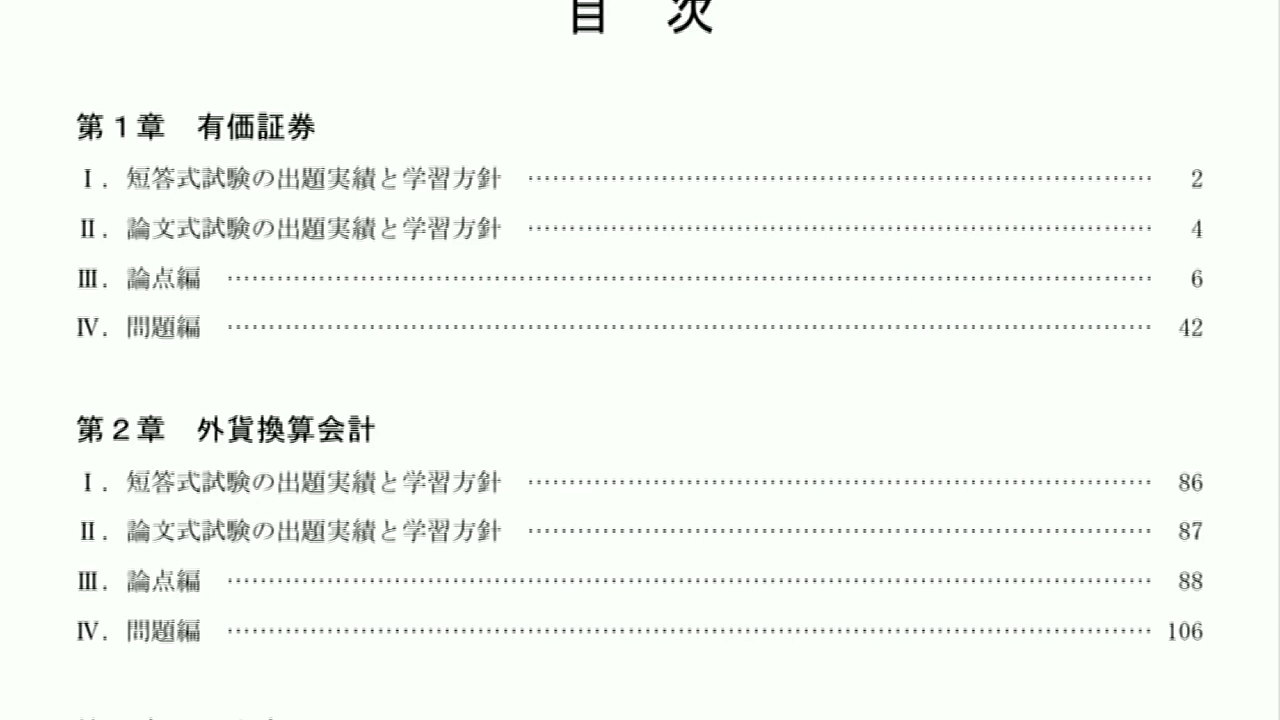 目　次
第１章　有価証券
Ⅰ．短答式試験の出題実績と学習方針 …… 2
Ⅱ．論文式試験の出題実績と学習方針 …… 4
Ⅲ．論点編 …… 6
Ⅳ．問題編 …… 42
第２章　外貨換算会計
Ⅰ．短答式試験の出題実績と学習方針 …… 86
Ⅱ．論文式試験の出題実績と学習方針 …… 87
Ⅲ．論点編 …… 88
Ⅳ．問題編 …… 106